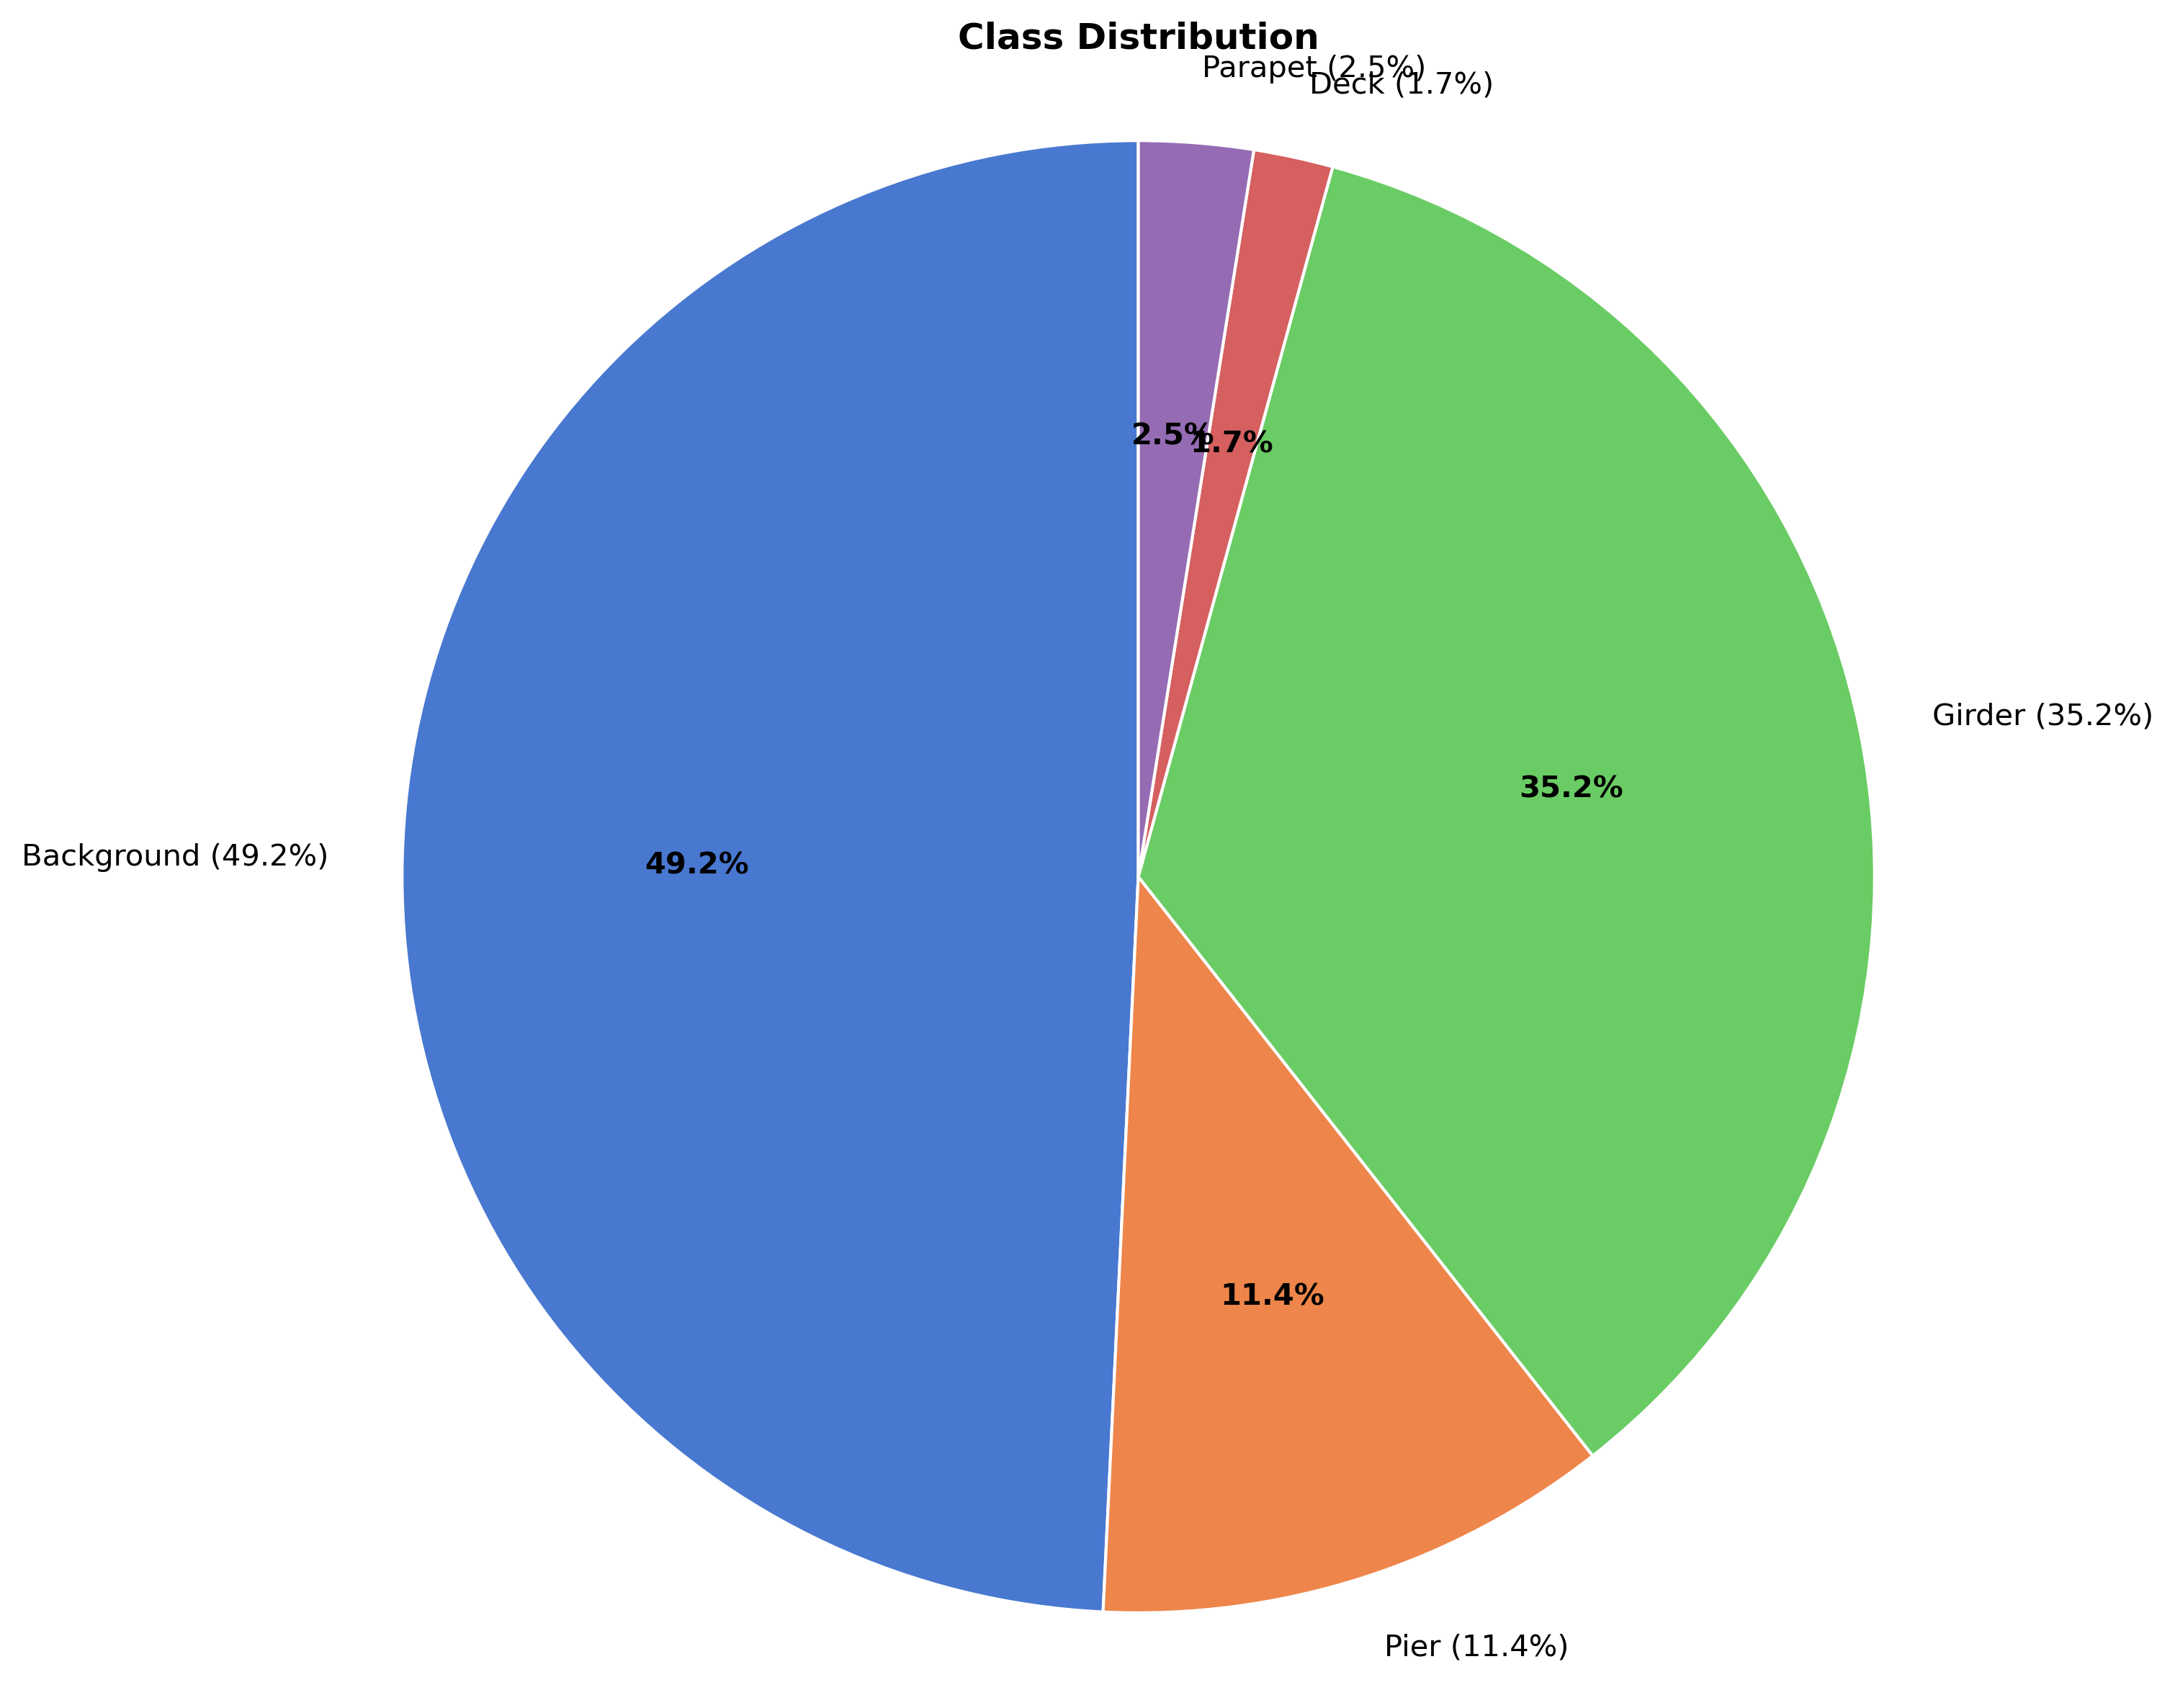 Class Distribution
Parapet (2.5%)
Deck (1.7%)
2.5%
1.7%
Girder (35.2%)
35.2%
Background (49.2%)
49.2%
11.4%
Pier (11.4%)